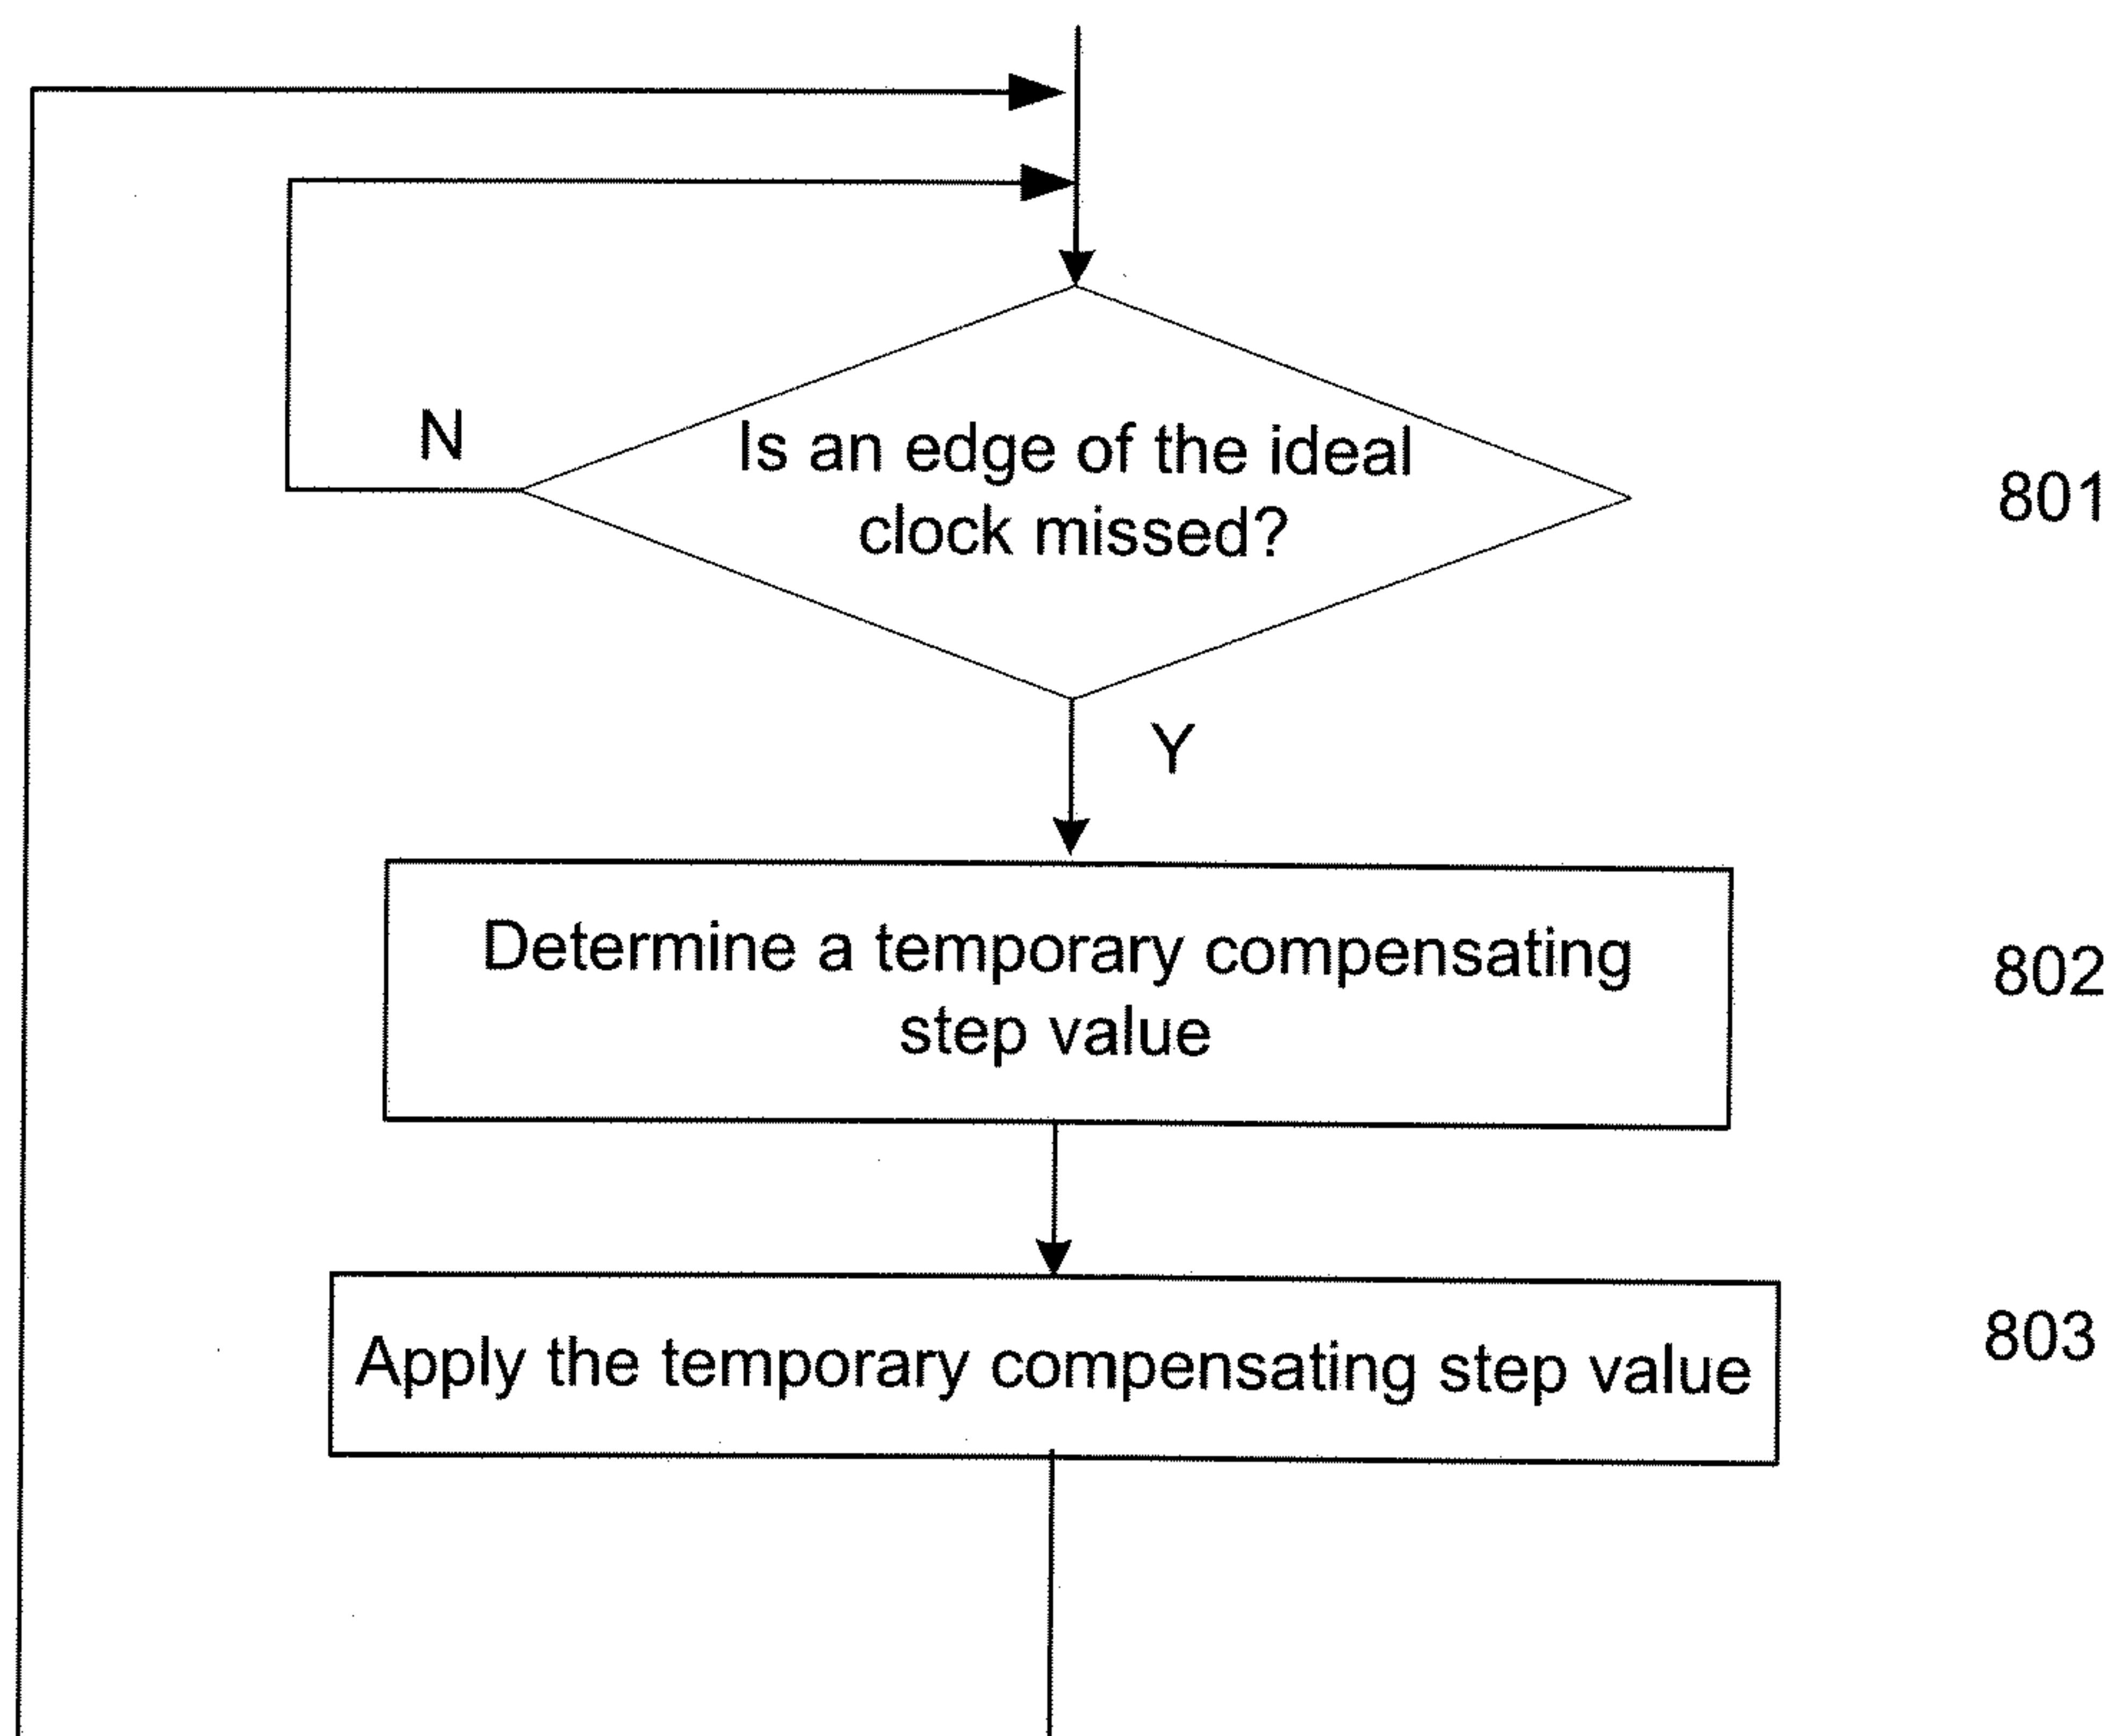 N
Is an edge of the ideal
clock missed?
801
Y
Determine a temporary compensating
step value
802
Apply the temporary compensating step value
803